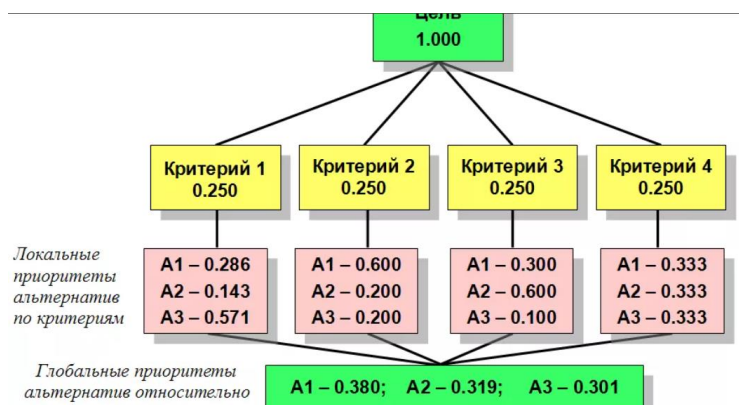 Цель
1.000
Критерий 1
0.250
Критерий 2
0.250
Критерий 3
0.250
Критерий 4
0.250
Локальные
приоритеты
альтернатив
по критериям
A1 – 0.286
A2 – 0.143
A3 – 0.571
A1 – 0.600
A2 – 0.200
A3 – 0.200
A1 – 0.300
A2 – 0.600
A3 – 0.100
A1 – 0.333
A2 – 0.333
A3 – 0.333
Глобальные приоритеты
альтернатив относительно
A1 – 0.380; A2 – 0.319; A3 – 0.301